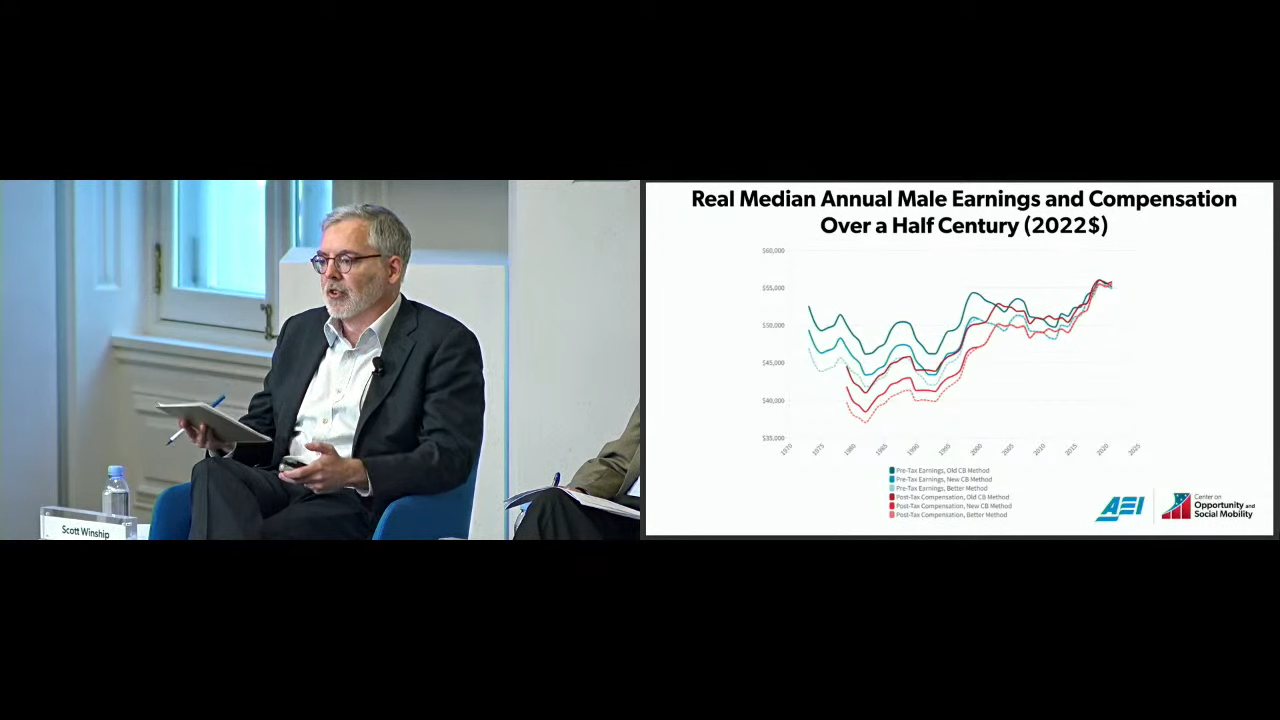 Scott Winship
Real Median Annual Male Earnings and Compensation
Over a Half Century (2022$)
$60,000
$55,000
$50,000
$45,000
$40,000
$35,000
1970
1975
1980
1985
1990
1995
2000
2005
2010
2015
2020
2025
Pre-Tax Earnings, Old CB Method
Pre-Tax Earnings, New CB Method
Pre-Tax Earnings, Better Method
Post-Tax Compensation, Old CB Method
Post-Tax Compensation, New CB Method
Post-Tax Compensation, Better Method
AEI
Center on
Opportunity and
Social Mobility